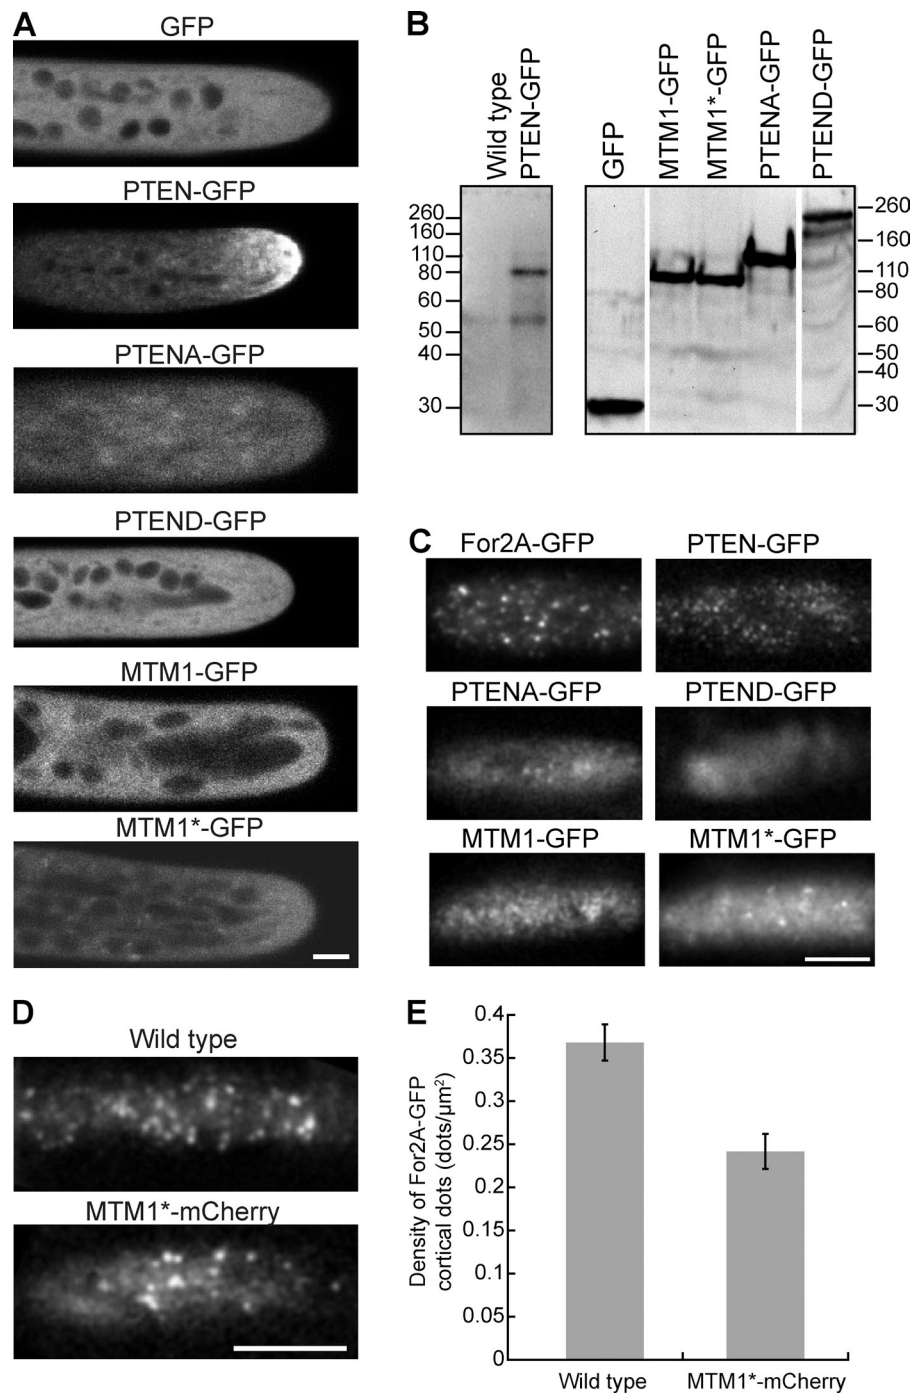 A
GFP
PTEN-GFP
PTENA-GFP
PTEND-GFP
MTM1-GFP
MTM1*-GFP
B
Wild type
PTEN-GFP
GFP
MTM1-GFP
MTM1*-GFP
PTENA-GFP
PTEND-GFP
260
160
110
80
60
50
40
30
260
160
110
80
60
50
40
30
C
For2A-GFP
PTEN-GFP
PTENA-GFP
PTEND-GFP
MTM1-GFP
MTM1*-GFP
D
Wild type
MTM1*-mCherry
E
Density of For2A-GFP
cortical dots (dots/µm²)
0.4
0.35
0.3
0.25
0.2
0.15
0.1
0.05
0
Wild type
MTM1*-mCherry